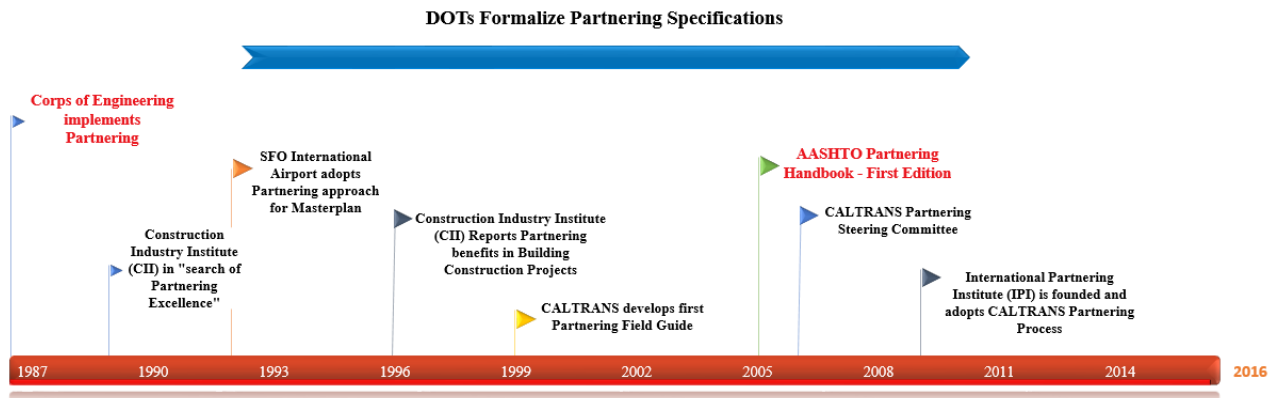 DOTs Formalize Partnering Specifications
Corps of Engineering
implements
Partnering
Construction
Industry Institute
(CII) in "search of
Partnering
Excellence"
SFO International
Airport adopts
Partnering approach
for Masterplan
Construction Industry Institute
(CII) Reports Partnering
benefits in Building
Construction Projects
CALTRANS develops first
Partnering Field Guide
AASHTO Partnering
Handbook - First Edition
CALTRANS Partnering
Steering Committee
International Partnering
Institute (IPI) is founded and
adopts CALTRANS Partnering
Process
1987 1990 1993 1996 1999 2002 2005 2008 2011 2014 2016